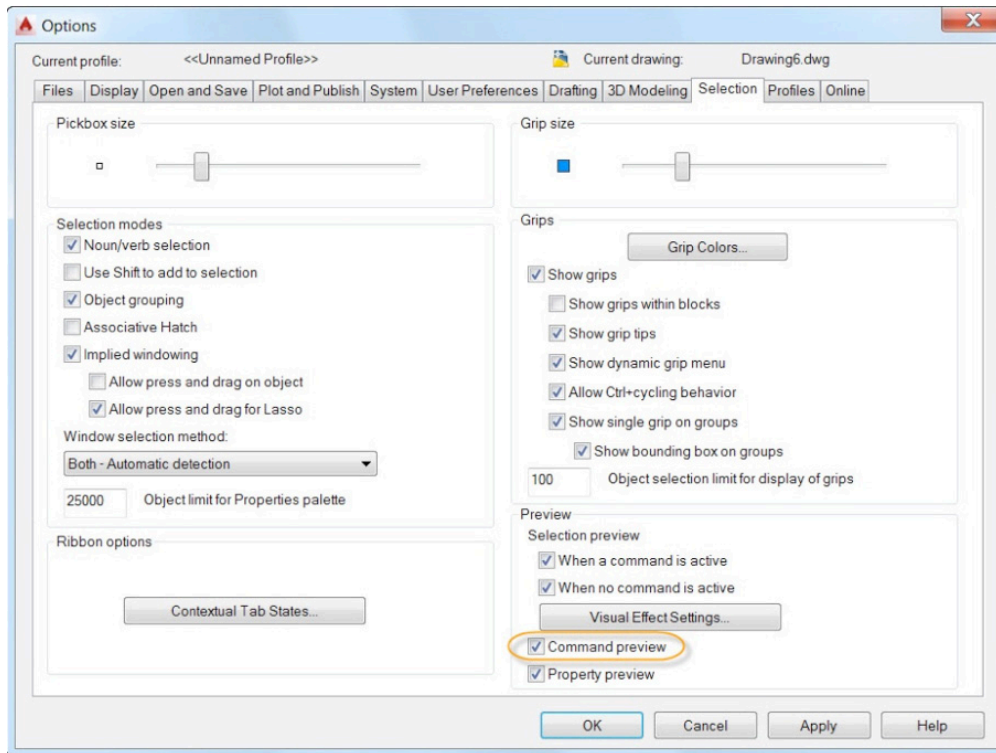 Options
Current profile: <<Unnamed Profile>> Current drawing: Drawing6.dwg
Files Display Open and Save Plot and Publish System User Preferences Drafting 3D Modeling Selection Profiles Online
Pickbox size
Selection modes
Noun/verb selection
Use Shift to add to selection
Object grouping
Associative Hatch
Implied windowing
Allow press and drag on object
Allow press and drag for Lasso
Window selection method:
Both - Automatic detection
25000 Object limit for Properties palette
Ribbon options
Contextual Tab States...
Grip size
Grips
Grip Colors...
Show grips
Show grips within blocks
Show grip tips
Show dynamic grip menu
Allow Ctrl+cycling behavior
Show single grip on groups
Show bounding box on groups
100 Object selection limit for display of grips
Preview
Selection preview
When a command is active
When no command is active
Visual Effect Settings...
Command preview
Property preview
OK Cancel Apply Help